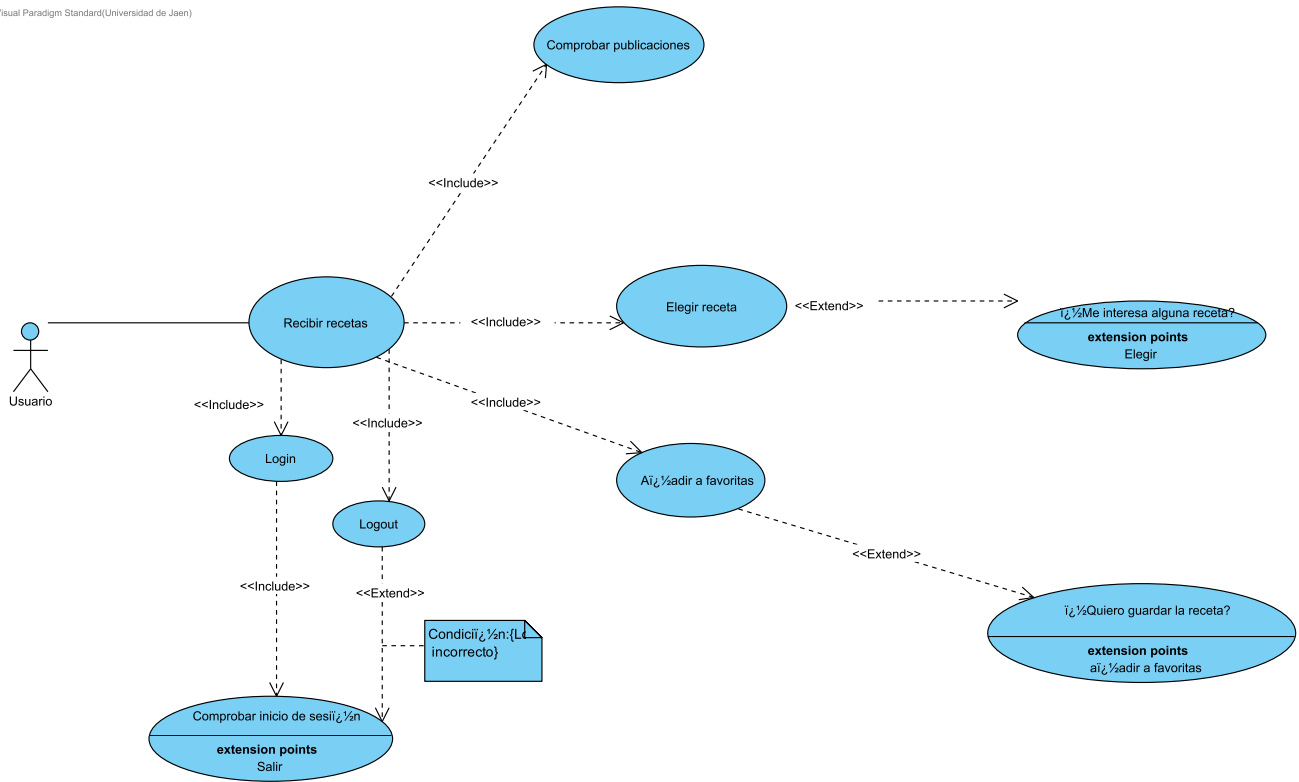 Visual Paradigm Standard(Universidad de Jaen)
Comprobar publicaciones
<<Include>>
Recibir recetas
<<Include>>
Elegir receta
<<Extend>>
ï¿½Me interesa alguna receta?
extension points
Elegir
Usuario
<<Include>>
<<Include>>
<<Include>>
Login
Aï¿½adir a favoritas
Logout
<<Extend>>
<<Include>>
<<Extend>>
ï¿½Quiero guardar la receta?
extension points
aï¿½adir a favoritas
Condiciï¿½n:{Lo
incorrecto}
Comprobar inicio de sesiï¿½n
extension points
Salir